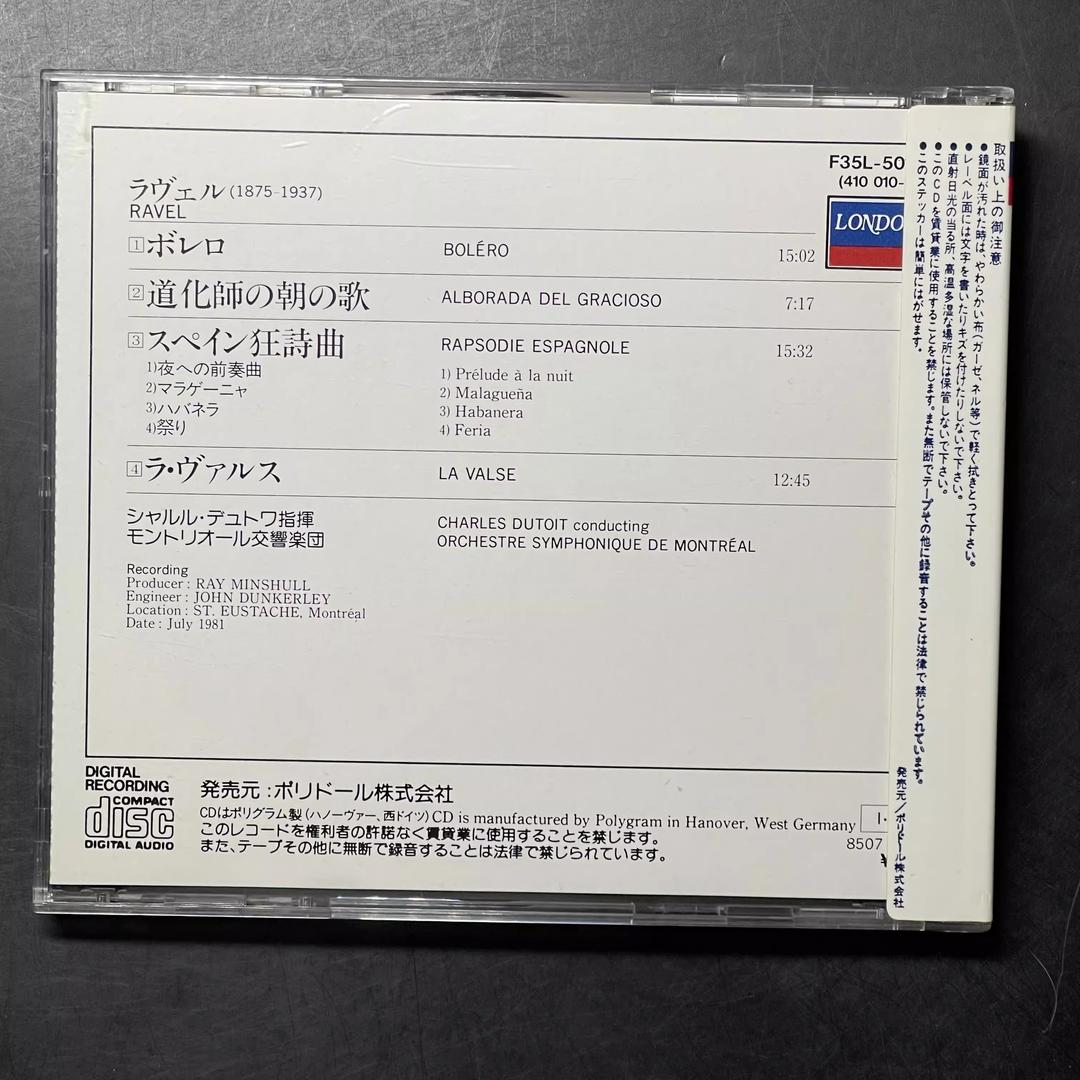 F35L-50
(410 010-
LONDO
ラヴェル (1875-1937)
RAVEL
1 ボレロ BOLÉRO 15:02
2 道化師の朝の歌 ALBORADA DEL GRACIOSO 7:17
3 スペイン狂詩曲 RAPSODIE ESPAGNOLE 15:32
1)夜への前奏曲 1) Prélude à la nuit
2)マラゲーニャ 2) Malagueña
3)ハバネラ 3) Habanera
4)祭り 4) Feria
4 ラ・ヴァルス LA VALSE 12:45
シャルル・デュトワ指揮 CHARLES DUTOIT conducting
モントリオール交響楽団 ORCHESTRE SYMPHONIQUE DE MONTRÉAL
Recording
Producer: RAY MINSHULL
Engineer: JOHN DUNKERLEY
Location: ST. EUSTACHE, Montréal
Date: July 1981
DIGITAL
RECORDING
COMPACT
disc
DIGITAL AUDIO
発売元:ポリドール株式会社
CDはポリグラム製(ハノーヴァー、西ドイツ) CD is manufactured by Polygram in Hanover, West Germany
このレコードを権利者の許諾なく賃貸業に使用することを禁じます。
また、テープその他に無断で録音することは法律で禁じられています。
I·
8507
¥
取扱い上の御注意
●鏡面が汚れた時は、やわらかい布(ガーゼ、ネル等)で軽く拭きとって下さい。
●レーベル面には文字を書いたりキズを付けたりしないで下さい。
●直射日光の当る所、高温多湿な場所には保管しないで下さい。
●このCDを賃貸業に使用することを禁じます。また無断でテープその他に録音することは法律で禁じられています。
●このステッカーは簡単にはがせます。
発売元/ポリドール株式会社